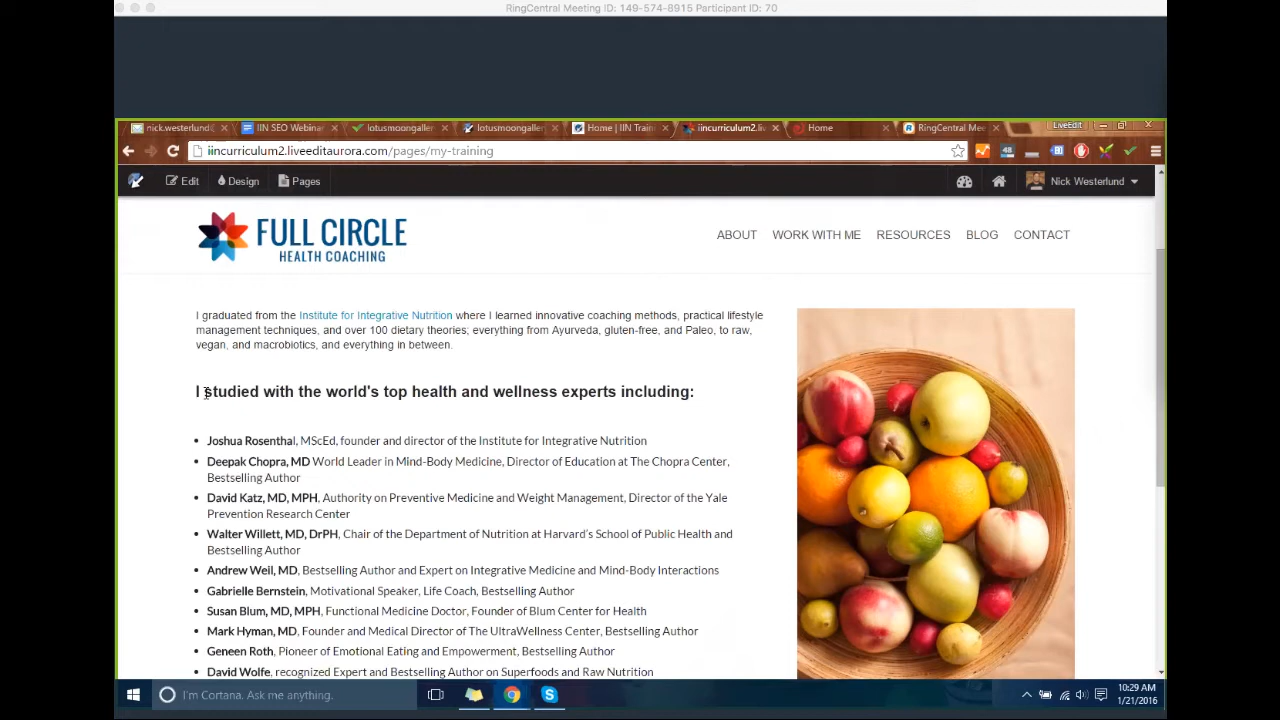 RingCentral Meeting ID: 149-574-8915 Participant ID: 70
nick.westerlund@ IIN SEO Webina lotusmoongaller lotusmoongaller Home | IIN Train iincurriculum2.liv Home RingCentral Mee LiveEdit
iincurriculum2.liveeditaurora.com/pages/my-training
48
Edit Design Pages Nick Westerlund
FULL CIRCLE
HEALTH COACHING
ABOUT WORK WITH ME RESOURCES BLOG CONTACT
I graduated from the Institute for Integrative Nutrition where I learned innovative coaching methods, practical lifestyle
management techniques, and over 100 dietary theories; everything from Ayurveda, gluten-free, and Paleo, to raw,
vegan, and macrobiotics, and everything in between.
I studied with the world's top health and wellness experts including:
• Joshua Rosenthal, MScEd, founder and director of the Institute for Integrative Nutrition
• Deepak Chopra, MD World Leader in Mind-Body Medicine, Director of Education at The Chopra Center,
Bestselling Author
• David Katz, MD, MPH, Authority on Preventive Medicine and Weight Management, Director of the Yale
Prevention Research Center
• Walter Willett, MD, DrPH, Chair of the Department of Nutrition at Harvard's School of Public Health and
Bestselling Author
• Andrew Weil, MD, Bestselling Author and Expert on Integrative Medicine and Mind-Body Interactions
• Gabrielle Bernstein, Motivational Speaker, Life Coach, Bestselling Author
• Susan Blum, MD, MPH, Functional Medicine Doctor, Founder of Blum Center for Health
• Mark Hyman, MD, Founder and Medical Director of The UltraWellness Center, Bestselling Author
• Geneen Roth, Pioneer of Emotional Eating and Empowerment, Bestselling Author
• David Wolfe, recognized Expert and Bestselling Author on Superfoods and Raw Nutrition
I'm Cortana. Ask me anything.
10:29 AM
1/21/2016